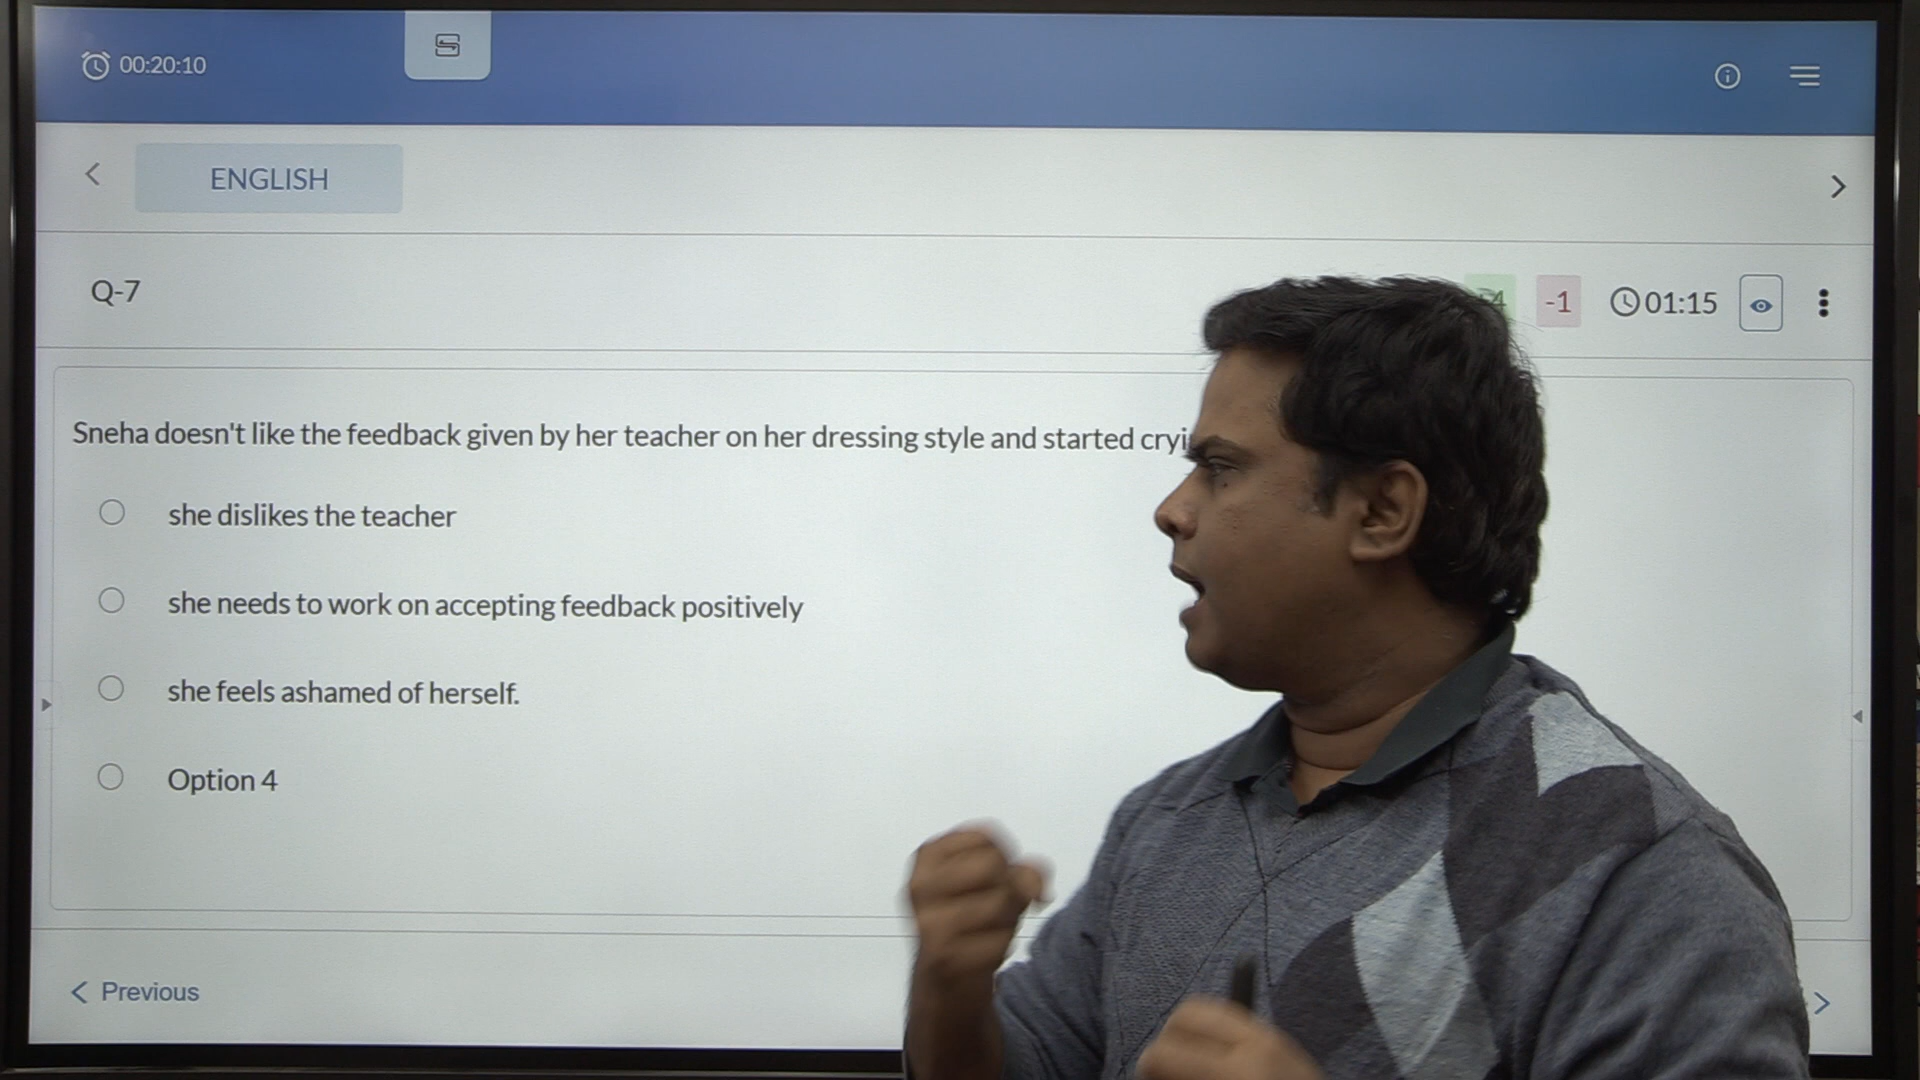 00:20:10
ENGLISH
Q-7
-1
01:15
Sneha doesn't like the feedback given by her teacher on her dressing style and started
she dislikes the teacher
she needs to work on accepting feedback positively
she feels ashamed of herself.
Option 4
Previous